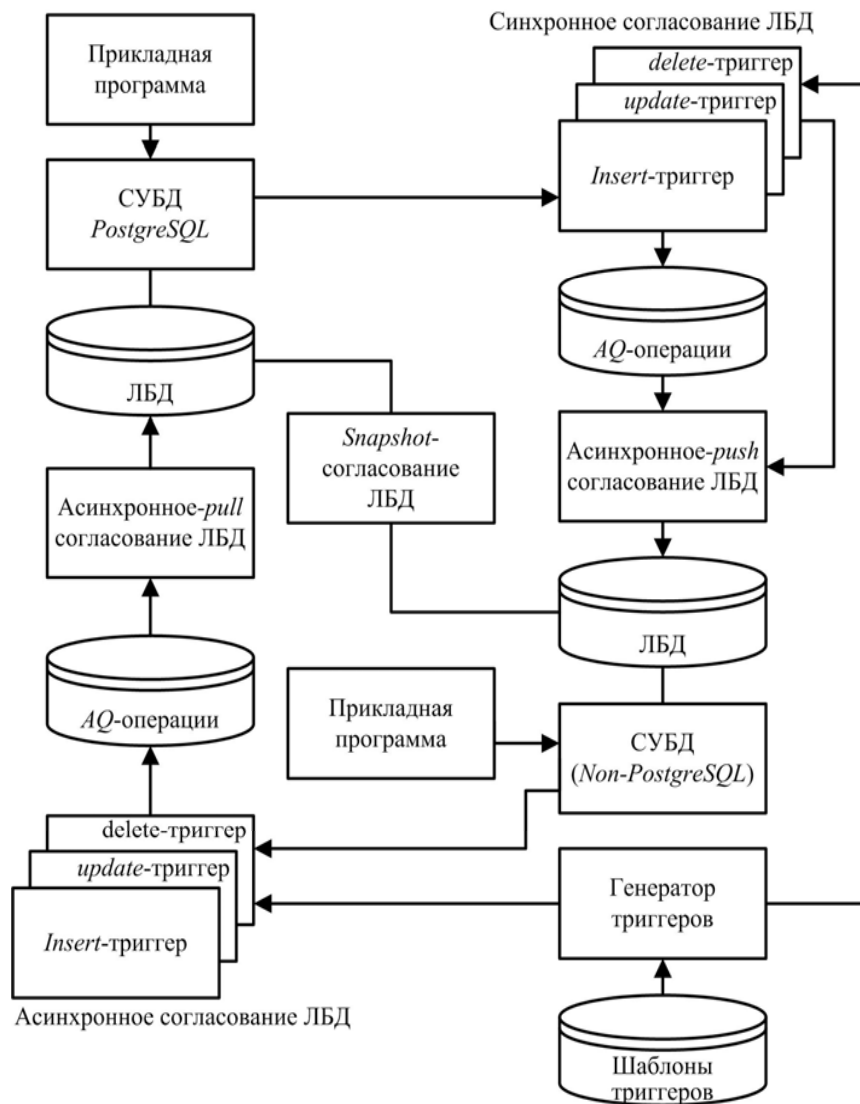 Прикладная
программа
СУБД
PostgreSQL
ЛБД
Асинхронное-pull
согласование ЛБД
AQ-операции
delete-триггер
update-триггер
Insert-триггер
Асинхронное согласование ЛБД
Snapshot-
согласование
ЛБД
Прикладная
программа
Синхронное согласование ЛБД
delete-триггер
update-триггер
Insert-триггер
AQ-операции
Асинхронное-push
согласование ЛБД
ЛБД
СУБД
(Non-PostgreSQL)
Генератор
триггеров
Шаблоны
триггеров